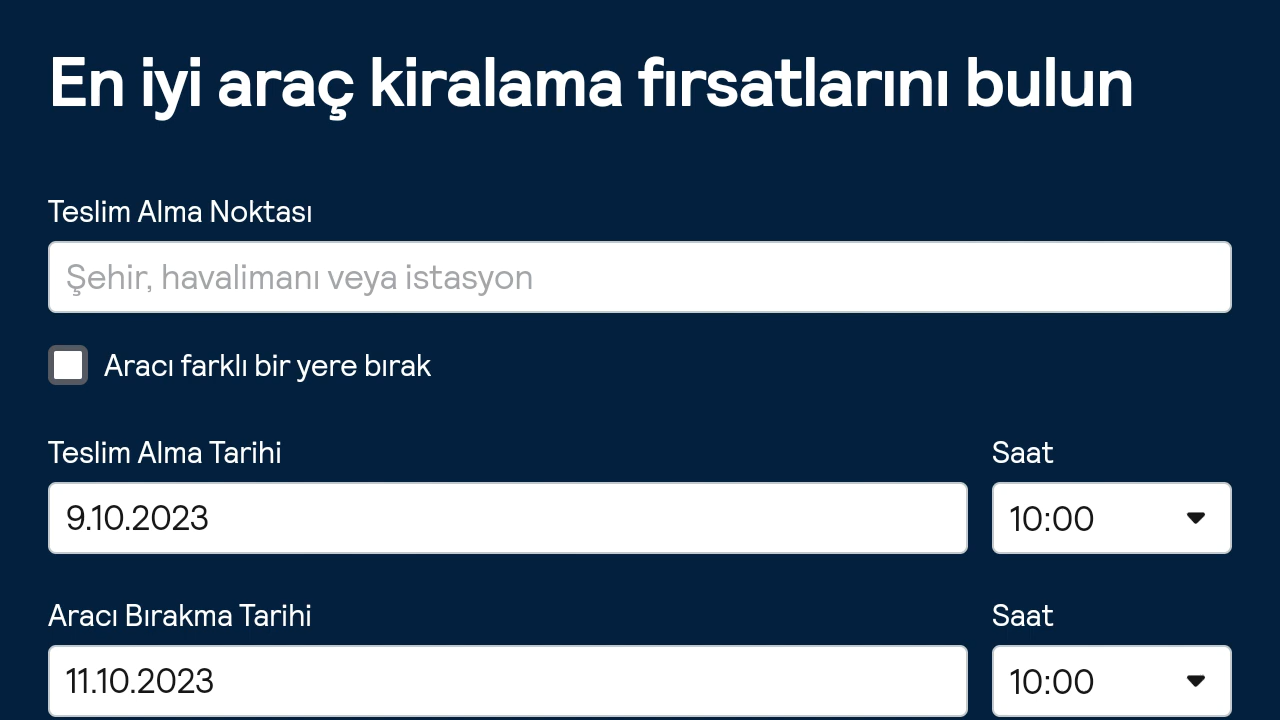 En iyi araç kiralama fırsatlarını bulun
Teslim Alma Noktası
Şehir, havalimanı veya istasyon
Aracı farklı bir yere bırak
Teslim Alma Tarihi
Saat
9.10.2023
10:00
Aracı Bırakma Tarihi
Saat
11.10.2023
10:00